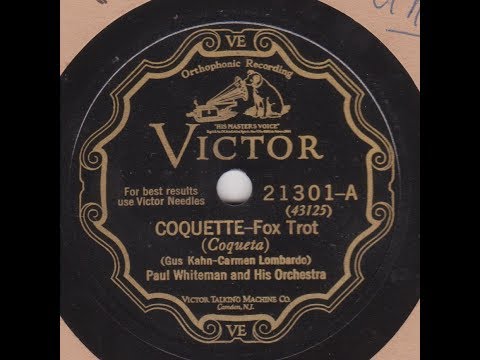 VE
Orthophonic Recording
"HIS MASTER'S VOICE"
VICTOR
For best results
use Victor Needles
21301-A
(43125)
COQUETTE-Fox Trot
(Coqueta)
(Gus Kahn-Carmen Lombardo)
Paul Whiteman and His Orchestra
VICTOR TALKING MACHINE CO.
Camden, N.J.
VE